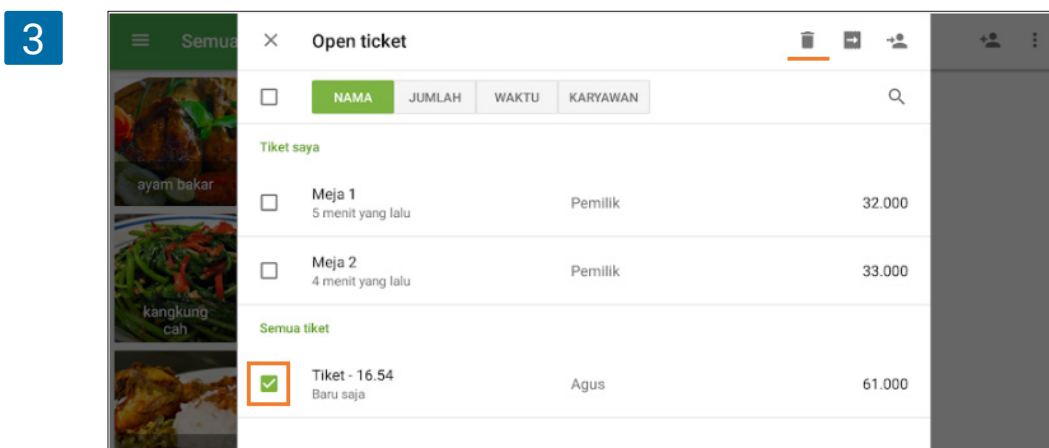 3
Semua
Open ticket
NAMA JUMLAH WAKTU KARYAWAN
Tiket saya
ayam bakar
Meja 1 Pemilik 32.000
5 menit yang lalu
Meja 2 Pemilik 33.000
4 menit yang lalu
kangkung
cah
Semua tiket
Tiket - 16.54 Agus 61.000
Baru saja